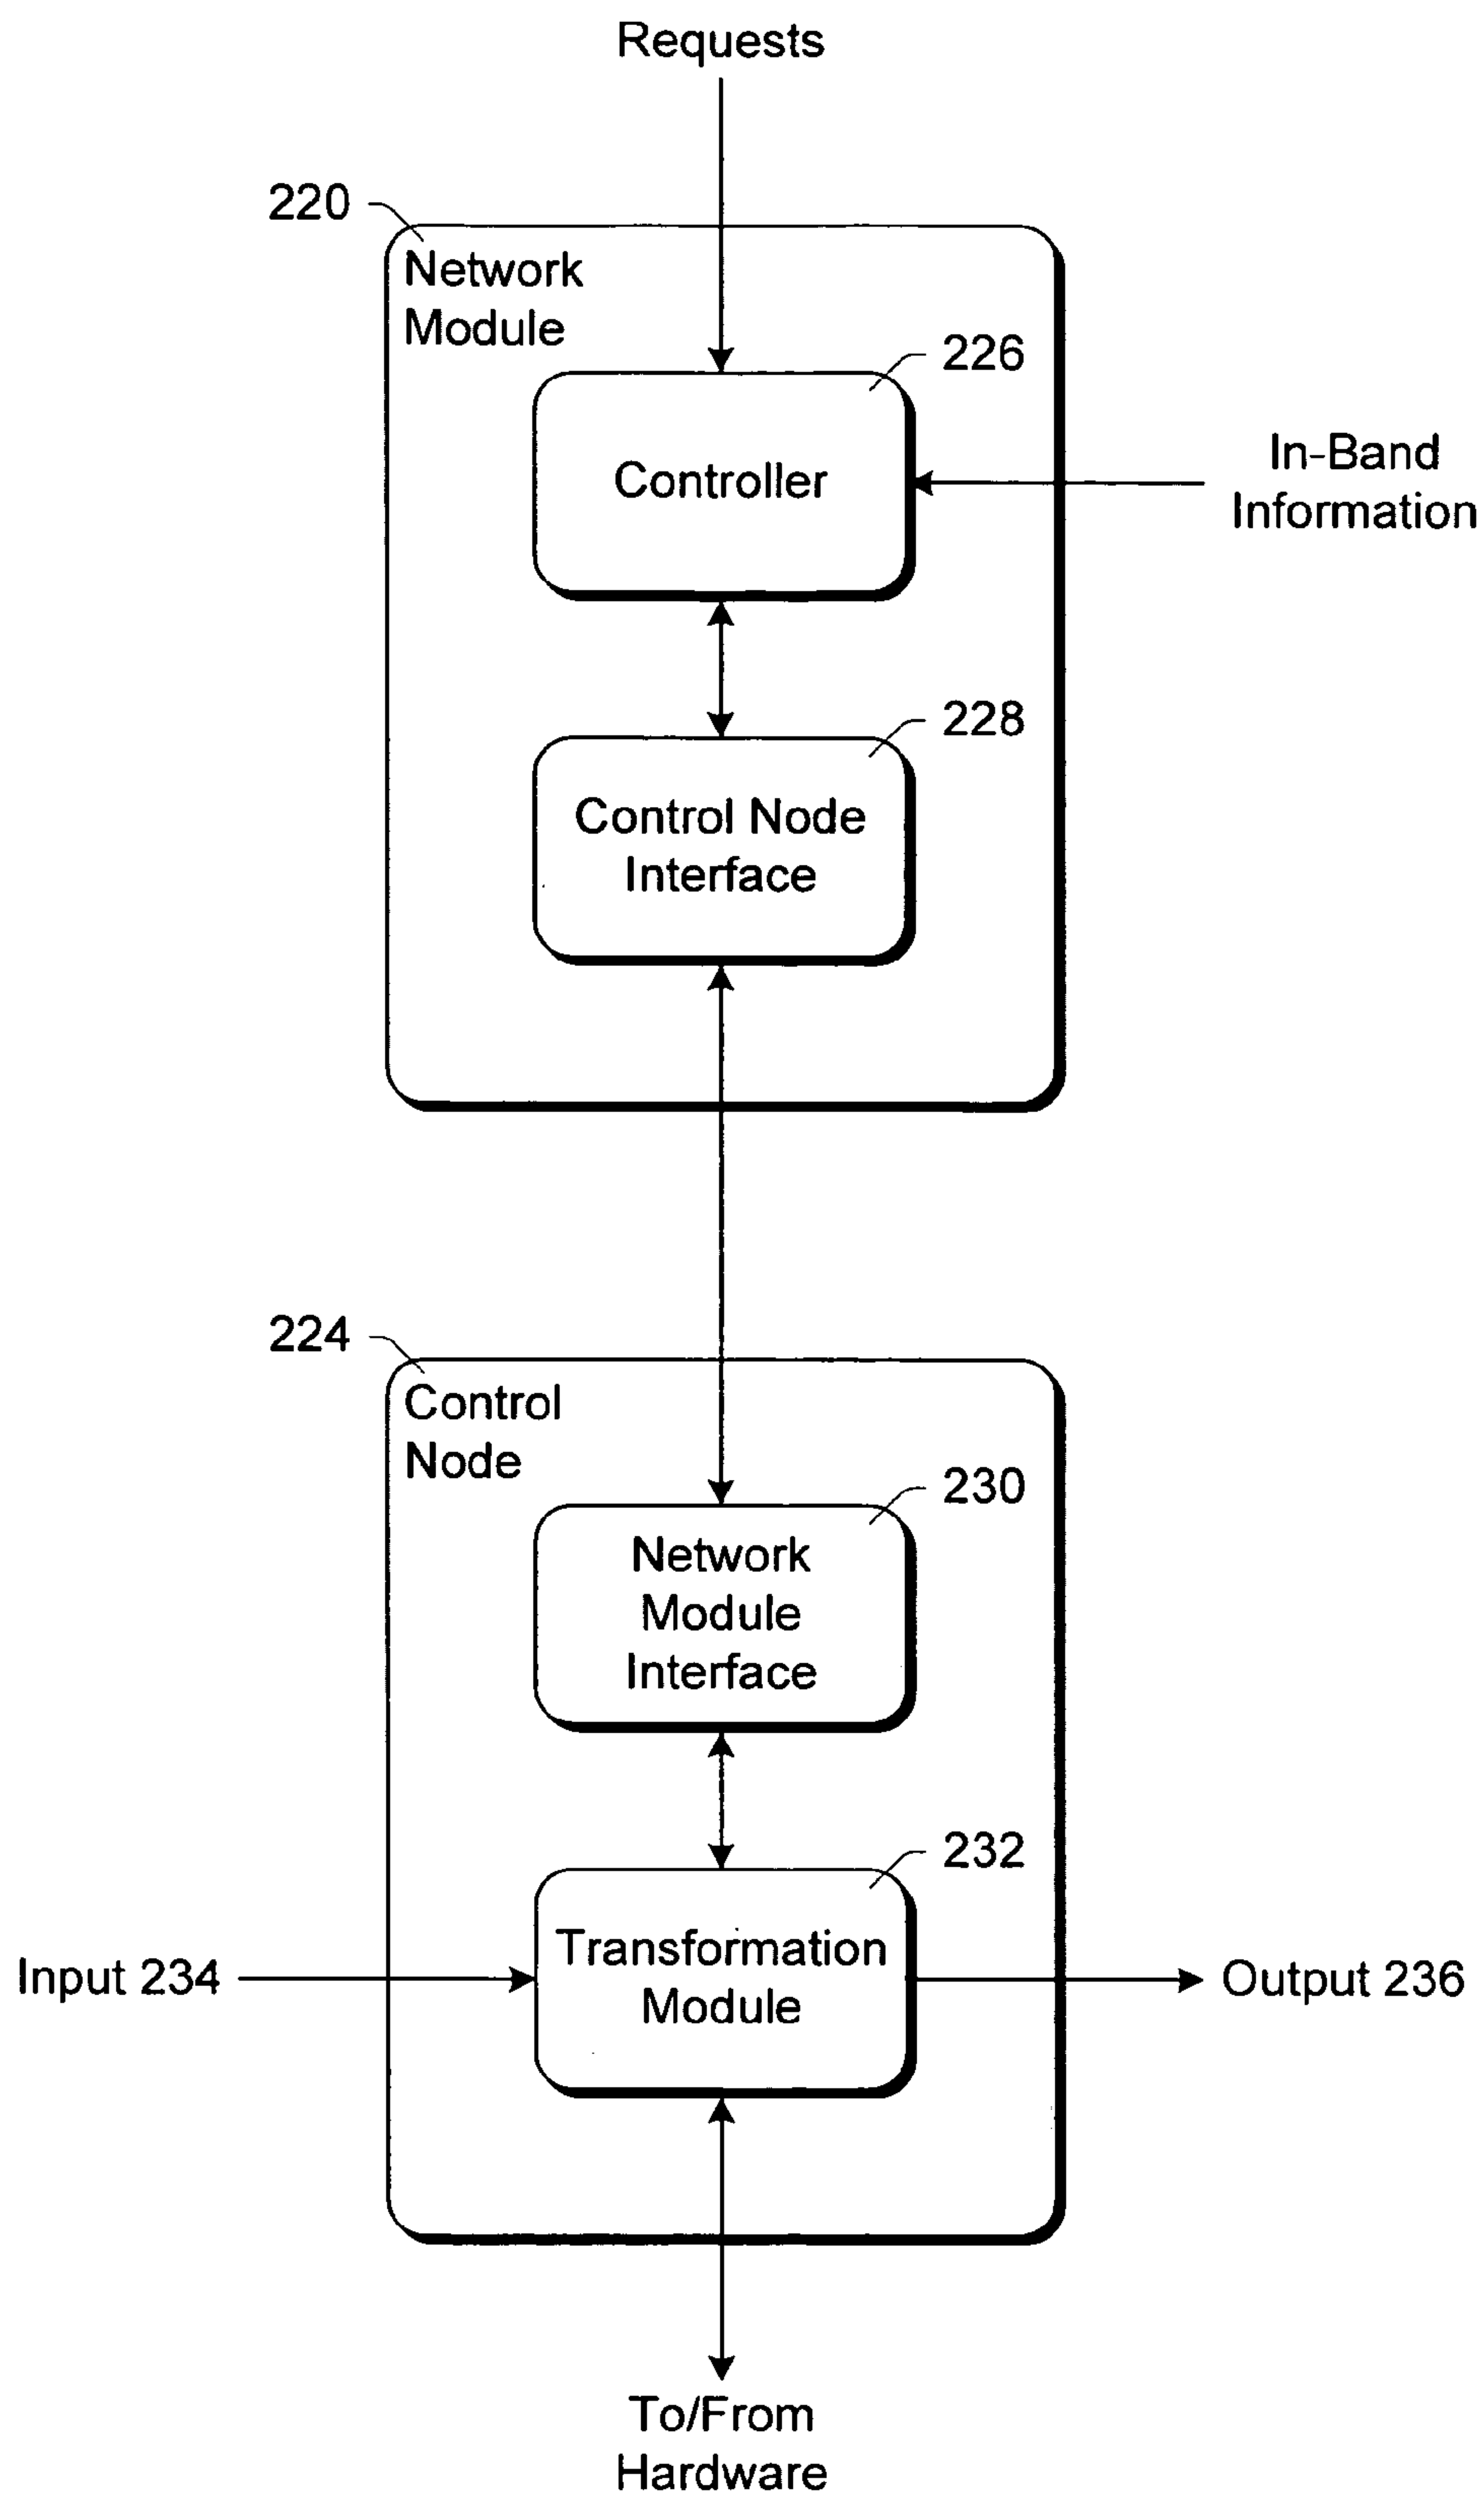 Requests
220
Network
Module
226
Controller
In-Band
Information
228
Control Node
Interface
224
Control
Node
230
Network
Module
Interface
232
Transformation
Module
Input 234
Output 236
To/From
Hardware